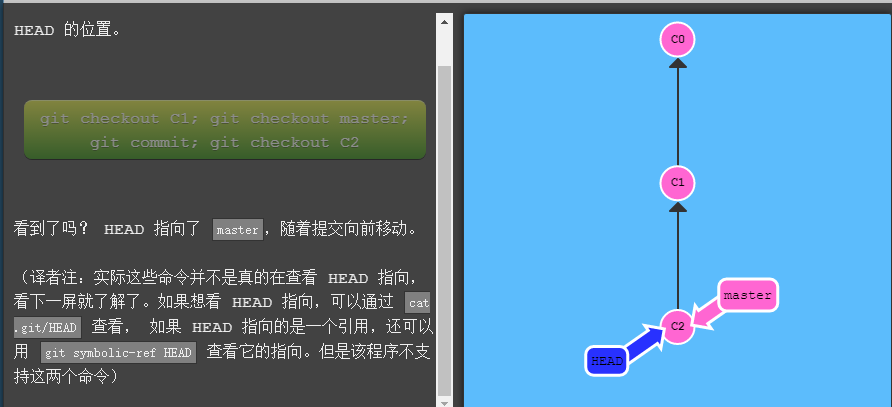 HEAD 的位置。
git checkout C1; git checkout master;
git commit; git checkout C2
看到了吗? HEAD 指向了 master，随着提交向前移动。
（译者注：实际这些命令并不是真的在查看 HEAD 指向，
看下一屏就了解了。如果想看 HEAD 指向，可以通过 cat
.git/HEAD 查看， 如果 HEAD 指向的是一个引用，还可以
用 git symbolic-ref HEAD 查看它的指向。但是该程序不支
持这两个命令）
C0
C1
master
C2
HEAD